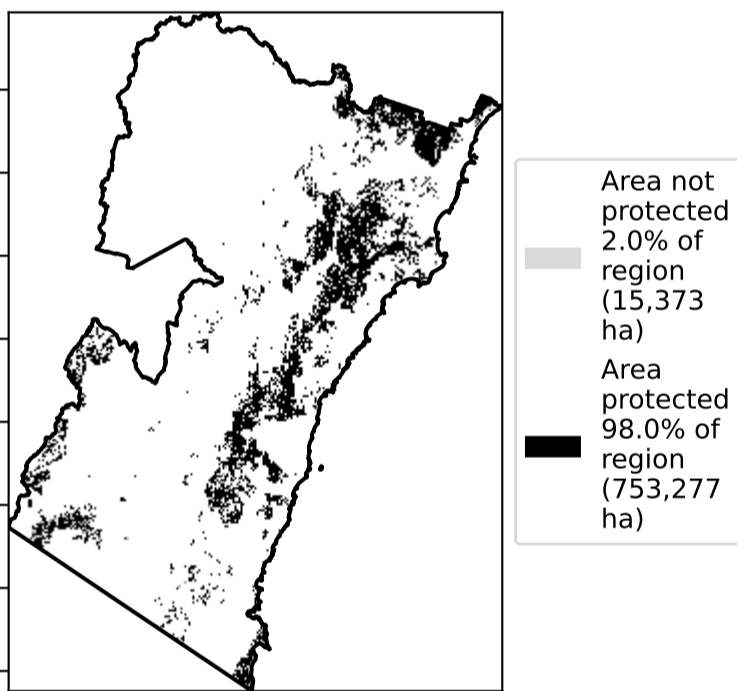 Area not
protected
2.0% of
region
(15,373
ha)
Area
protected
98.0% of
region
(753,277
ha)